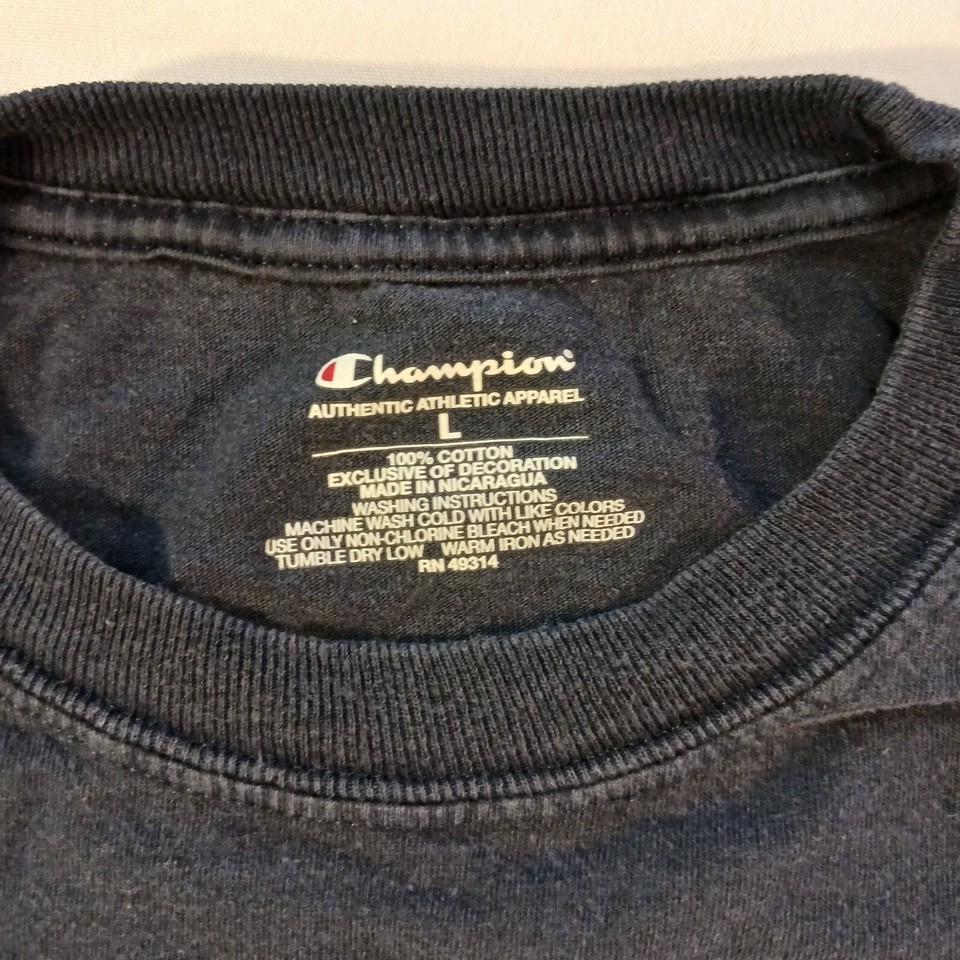 Champion
AUTHENTIC ATHLETIC APPAREL
L
100% COTTON
EXCLUSIVE OF DECORATION
MADE IN NICARAGUA
WASHING INSTRUCTIONS
MACHINE WASH COLD WITH LIKE COLORS
USE ONLY NON-CHLORINE BLEACH WHEN NEEDED
TUMBLE DRY LOW WARM IRON AS NEEDED
RN 49314